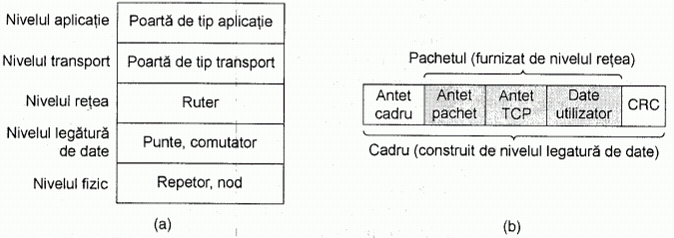 Nivelul aplicație
Poartă de tip aplicație
Nivelul transport
Poartă de tip transport
Nivelul rețea
Ruter
Nivelul legătură
de date
Punte, comutator
Nivelul fizic
Repetor, nod
(a)
Pachetul (furnizat de nivelul rețea)
Antet
cadru
Antet
pachet
Antet
TCP
Date
utilizator
CRC
Cadru (construit de nivelul legatură de date)
(b)